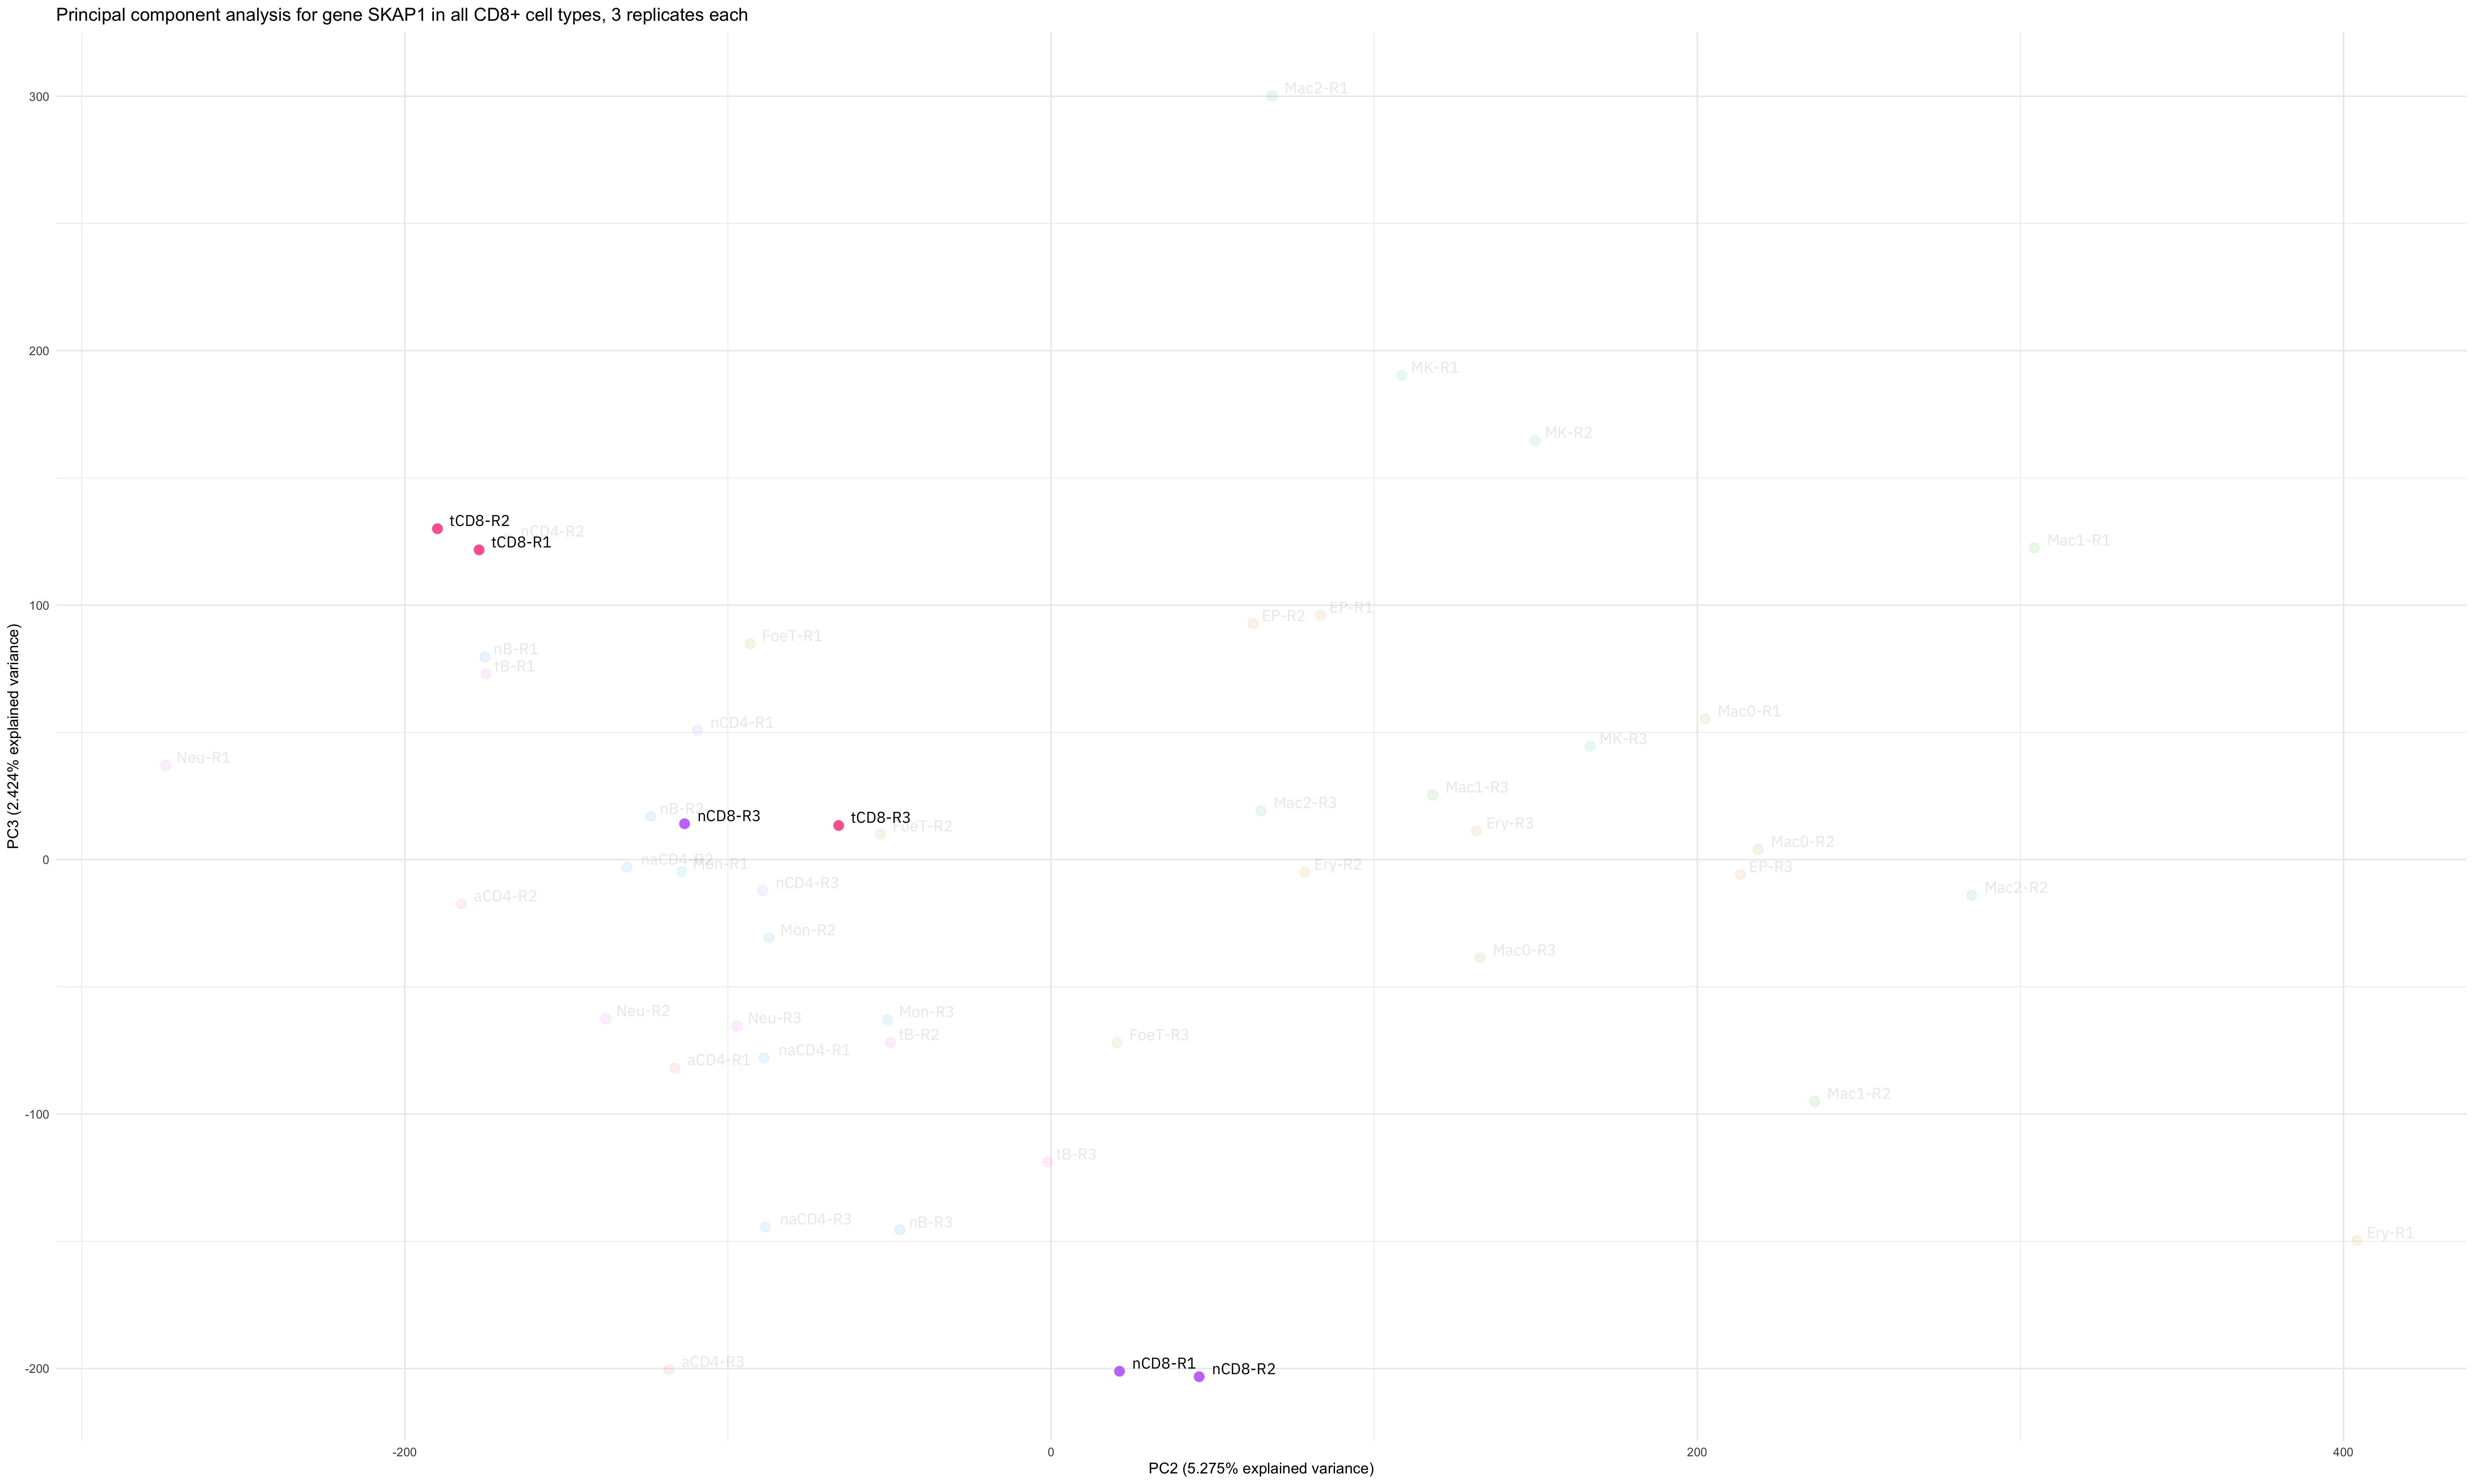 Principal component analysis for gene SKAP1 in all CD8+ cell types, 3 replicates each
300
200
100
0
-100
-200
PC3 (2.424% explained variance)
Mac2-R1
MK-R1
MK-R2
tCD8-R2
nCD4-R2
tCD8-R1
Mac1-R1
EP-R2
EP-R1
FoeT-R1
nB-R1
tB-R1
nCD4-R1
Mac0-R1
MK-R3
Neu-R1
Mac1-R3
Mac2-R3
nB-R2
nCD8-R3
tCD8-R3
FoeT-R2
Ery-R3
Mac0-R2
naCD4-R2
Mon-R1
Ery-R2
EP-R3
nCD4-R3
Mac2-R2
aCD4-R2
Mon-R2
Mac0-R3
Neu-R2
Neu-R3
Mon-R3
tB-R2
FoeT-R3
naCD4-R1
aCD4-R1
Mac1-R2
tB-R3
naCD4-R3
nB-R3
Ery-R1
aCD4-R3
nCD8-R1
nCD8-R2
-200
0
200
400
PC2 (5.275% explained variance)